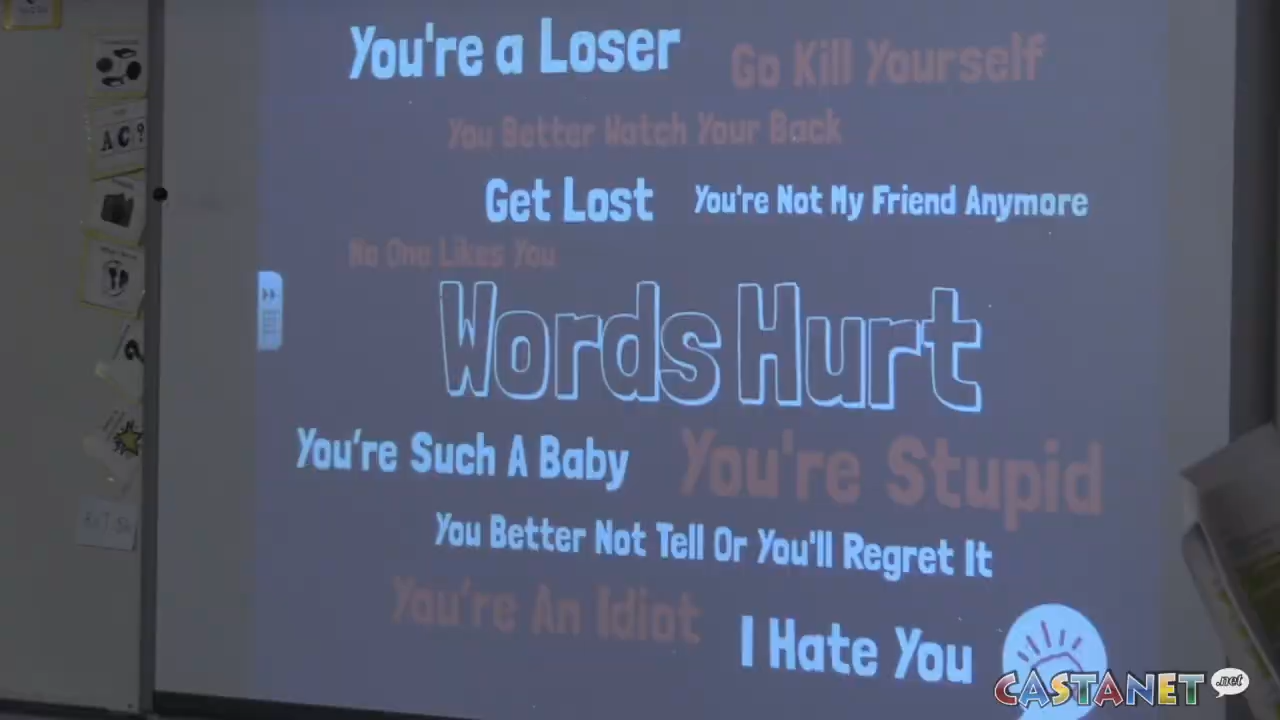 You're a Loser Go Kill Yourself
You Better Watch Your Back
Get Lost You're Not My Friend Anymore
No One Likes You
Words Hurt
You're Such A Baby You're Stupid
You Better Not Tell Or You'll Regret It
You're An Idiot I Hate You
CASTANET .net
A C ?